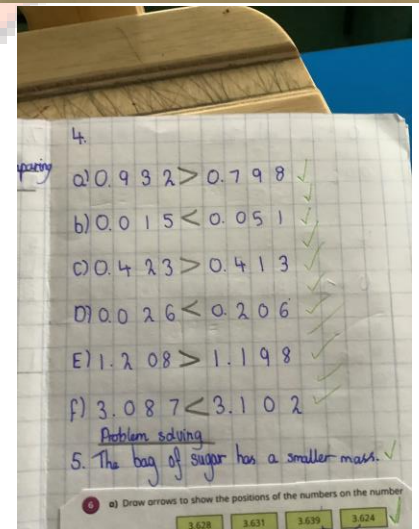 4.
paring
a) 0.932 > 0.798
b) 0.015 < 0.051
c) 0.423 > 0.413
D) 0.026 < 0.206
E) 1.208 > 1.198
f) 3.087 < 3.102
Problem solving
5. The bag of sugar has a smaller mass.
6 a) Draw arrows to show the positions of the numbers on the number
3.628 3.631 3.639 3.624